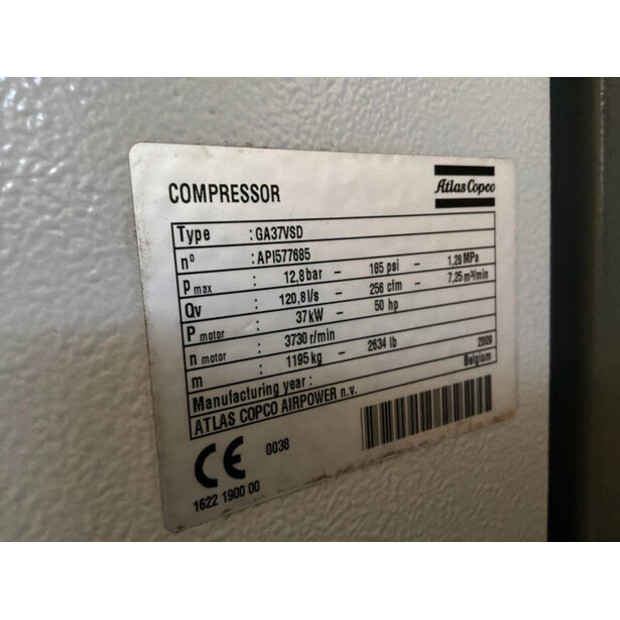 COMPRESSOR
Atlas Copco
Type : GA37VSD
n° : API577685
P max : 12,8 bar – 185 psi – 1,28 MPa
Qv : 120,8 l/s – 256 cfm – 7,25 m³/min
P motor : 37 kW – 50 hp
n motor : 3730 r/min
m : 1195 kg – 2634 lb
Manufacturing year : 2009
ATLAS COPCO AIRPOWER n.v. Belgium
CE 0038
1622 1900 00